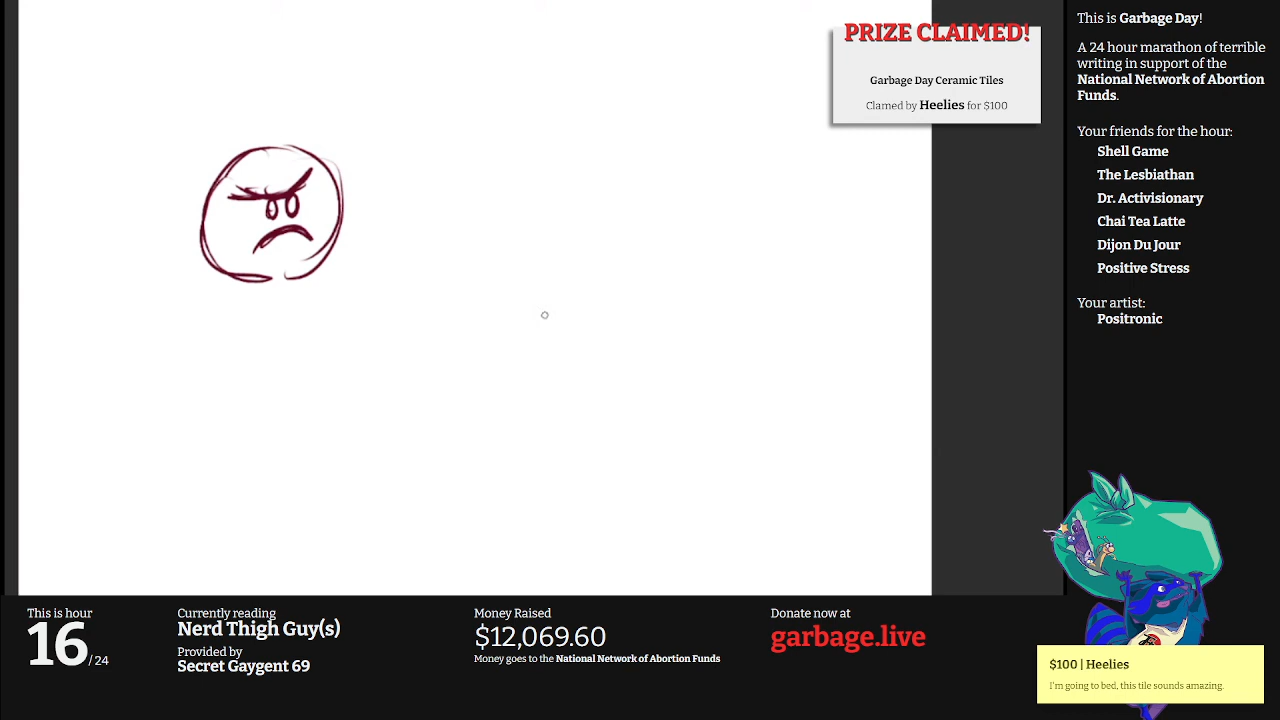 PRIZE CLAIMED!
Garbage Day Ceramic Tiles
Clamed by Heelies for $100
This is Garbage Day!
A 24 hour marathon of terrible
writing in support of the
National Network of Abortion
Funds.
Your friends for the hour:
Shell Game
The Lesbiathan
Dr. Activisionary
Chai Tea Latte
Dijon Du Jour
Positive Stress
Your artist:
Positronic
This is hour
16/24
Currently reading
Nerd Thigh Guy(s)
Provided by
Secret Gaygent 69
Money Raised
$12,069.60
Money goes to the National Network of Abortion Funds
Donate now at
garbage.live
$100 | Heelies
I'm going to bed, this tile sounds amazing.